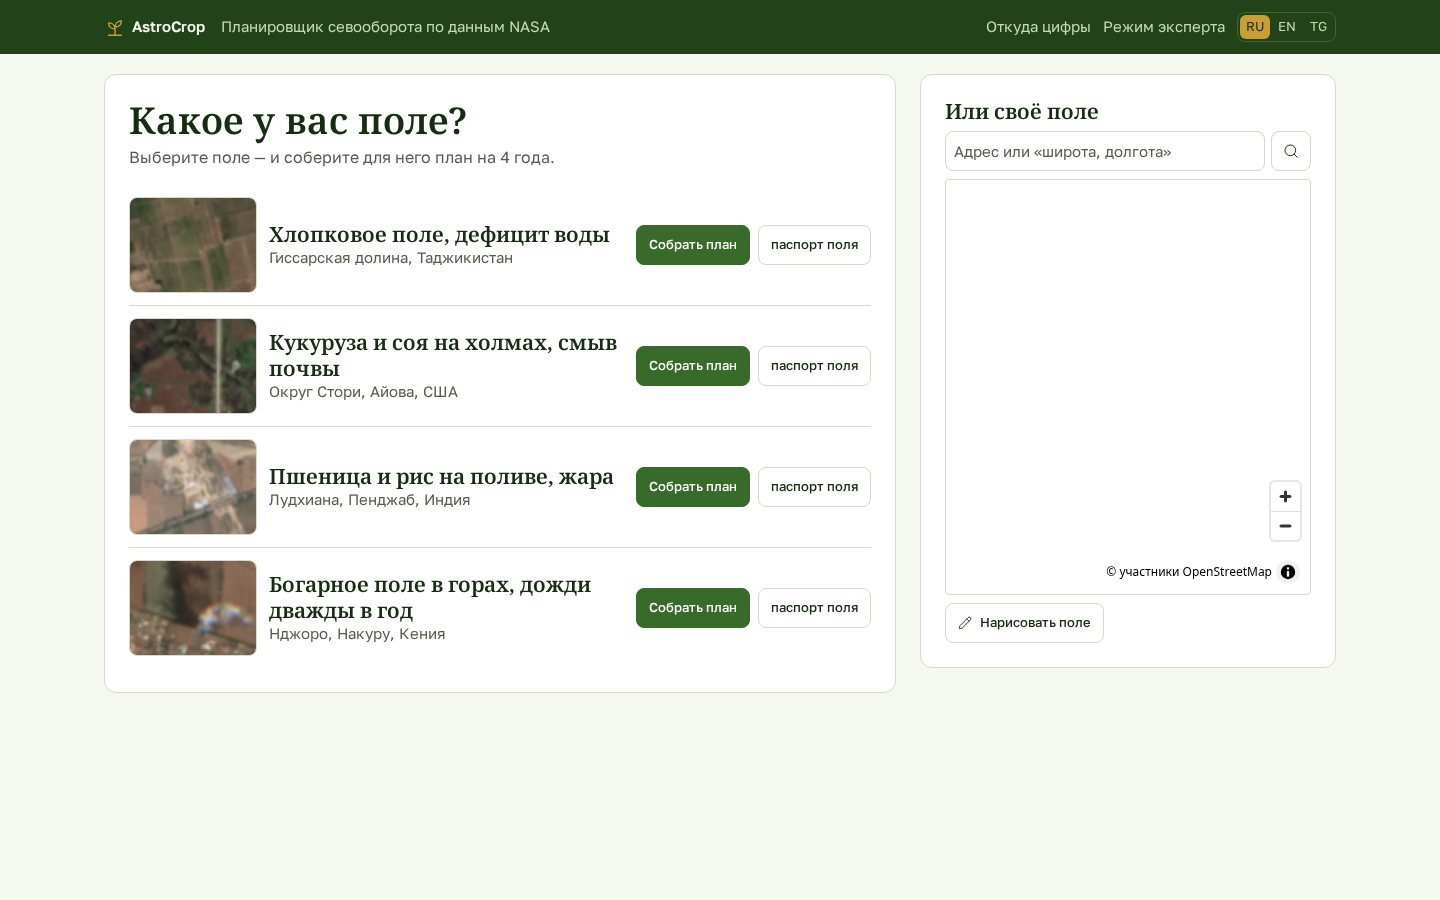 AstroCrop
Планировщик севооборота по данным NASA
Откуда цифры
Режим эксперта
RU
EN
TG
Какое у вас поле?
Выберите поле — и соберите для него план на 4 года.
Хлопковое поле, дефицит воды
Гиссарская долина, Таджикистан
Собрать план
паспорт поля
Кукуруза и соя на холмах, смыв
почвы
Округ Стори, Айова, США
Собрать план
паспорт поля
Пшеница и рис на поливе, жара
Лудхиана, Пенджаб, Индия
Собрать план
паспорт поля
Богарное поле в горах, дожди
дважды в год
Нджоро, Накуру, Кения
Собрать план
паспорт поля
Или своё поле
Адрес или «широта, долгота»
© участники OpenStreetMap
Нарисовать поле